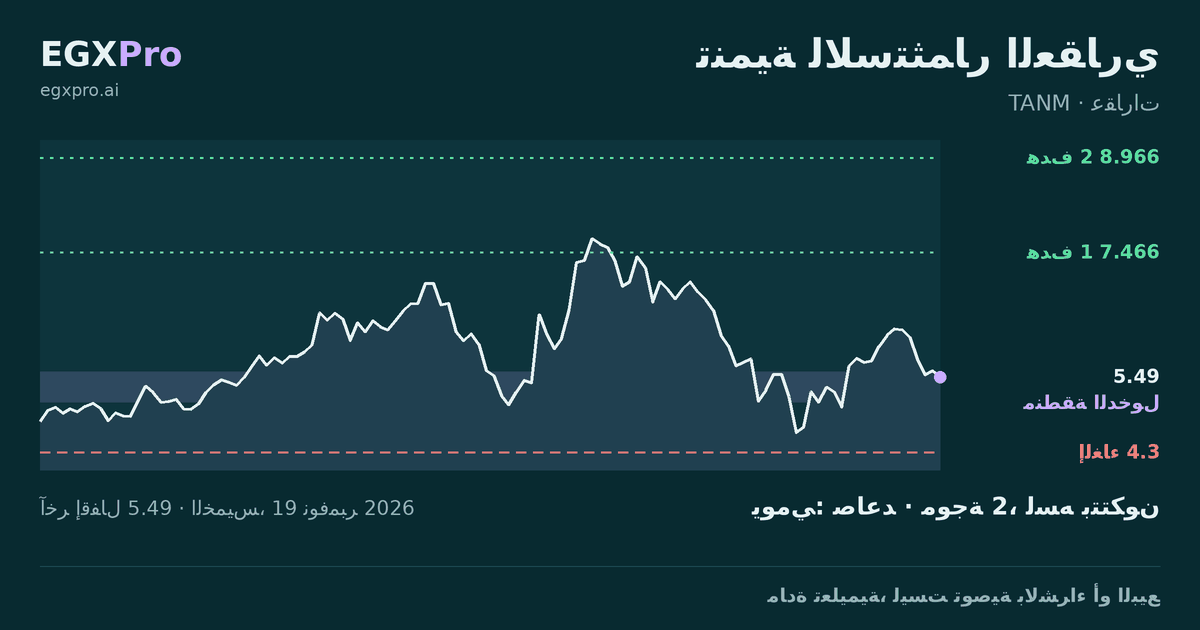 EGXPro
egxpro.ai
تنمية للاستثمار العقاري
TANM · عقارات
هدف 2 8.966
هدف 1 7.466
5.49
منطقة الدخول
إلغاء 4.3
آخر إقفال 5.49 · الخميس، 19 نوفمبر 2026
يومي: صاعد · موجة 2، لسه بتتكون
مادة تعليمية، ليست توصية بالشراء أو البيع